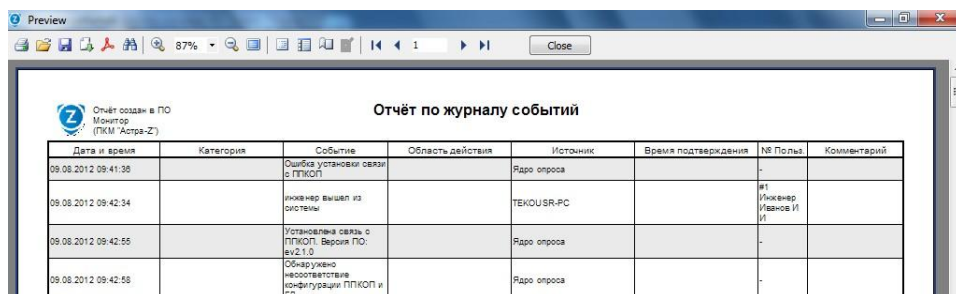 Preview
87%
1
Close
Отчёт создан в ПО
Монитор
(ПКМ "Астра-Z")
Отчёт по журналу событий
Дата и время Категория Событие Область действия Источник Время подтверждения № Польз. Комментарий
09.08.2012 09:41:36 Ошибка установки связи
с ППКОП Ядро опроса -
09.08.2012 09:42:34 инженер вышел из
системы TEKOUSR-PC #1
Инженер
Иванов И
И
09.08.2012 09:42:55 Установлена связь с
ППКОП. Версия ПО:
ev2.1.0 Ядро опроса -
09.08.2012 09:42:58 Обнаружено
несоответствие
конфигурации ППКОП и Ядро опроса -